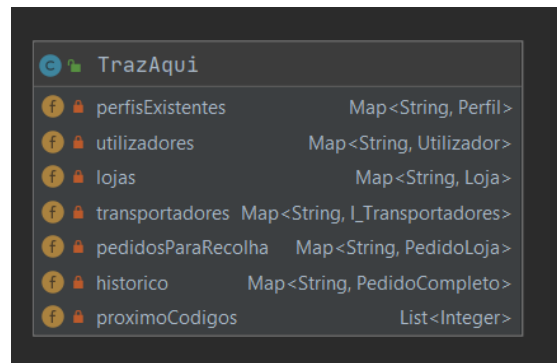 C TrazAqui
f perfisExistentes Map<String, Perfil>
f utilizadores Map<String, Utilizador>
f lojas Map<String, Loja>
f transportadores Map<String, I_Transportadores>
f pedidosParaRecolha Map<String, PedidoLoja>
f historico Map<String, PedidoCompleto>
f proximoCodigos List<Integer>